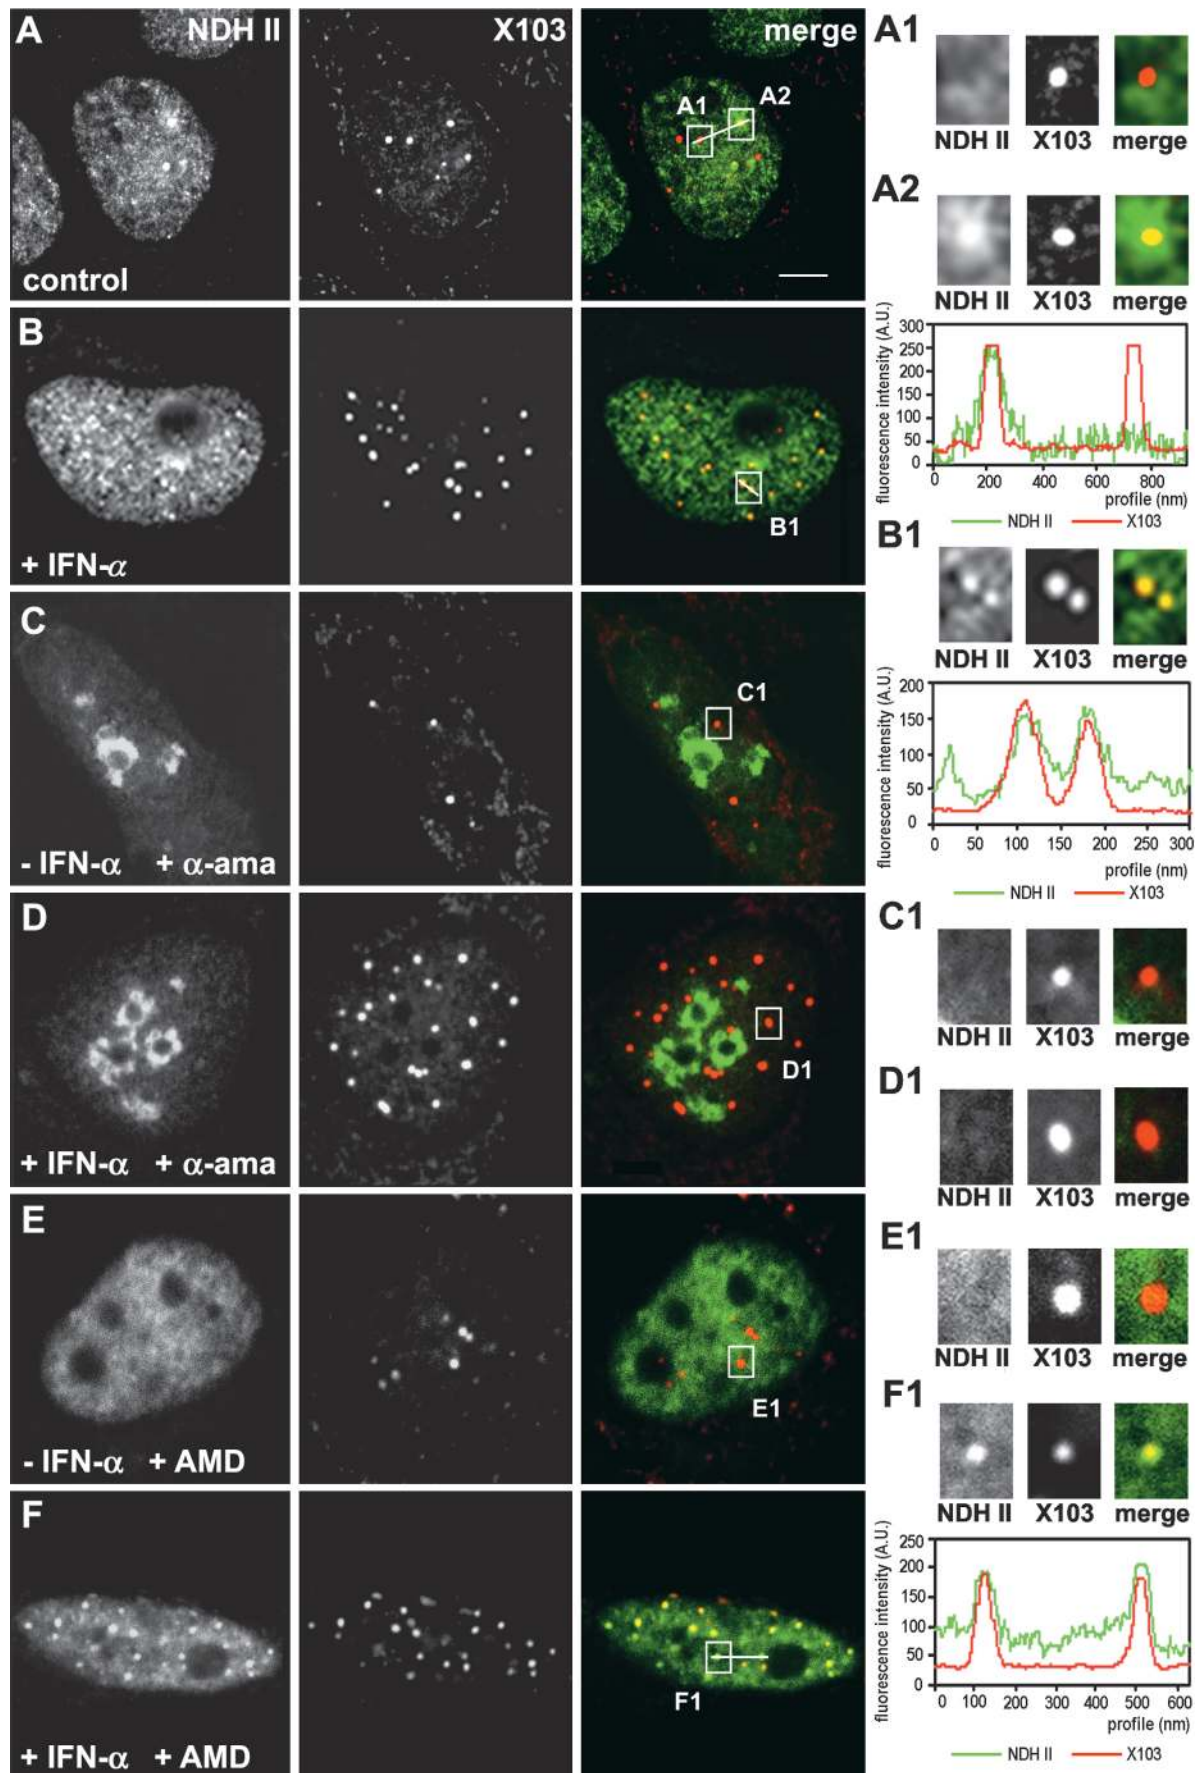 A NDH II X103 merge
A1 A2
control
B
B1
+ IFN-α
C
C1
- IFN-α + α-ama
D
D1
+ IFN-α + α-ama
E
E1
- IFN-α + AMD
F
F1
+ IFN-α + AMD
A1
NDH II X103 merge
A2
NDH II X103 merge
fluorescence intensity (A.U.)
300
250
200
150
100
50
0
0 200 400 600 800
profile (nm)
NDH II X103
B1
NDH II X103 merge
fluorescence intensity (A.U.)
200
150
100
50
0
0 50 100 150 200 250 300
profile (nm)
NDH II X103
C1
NDH II X103 merge
D1
NDH II X103 merge
E1
NDH II X103 merge
F1
NDH II X103 merge
fluorescence intensity (A.U.)
250
200
150
100
50
0
0 100 200 300 400 500 600
profile (nm)
NDH II X103